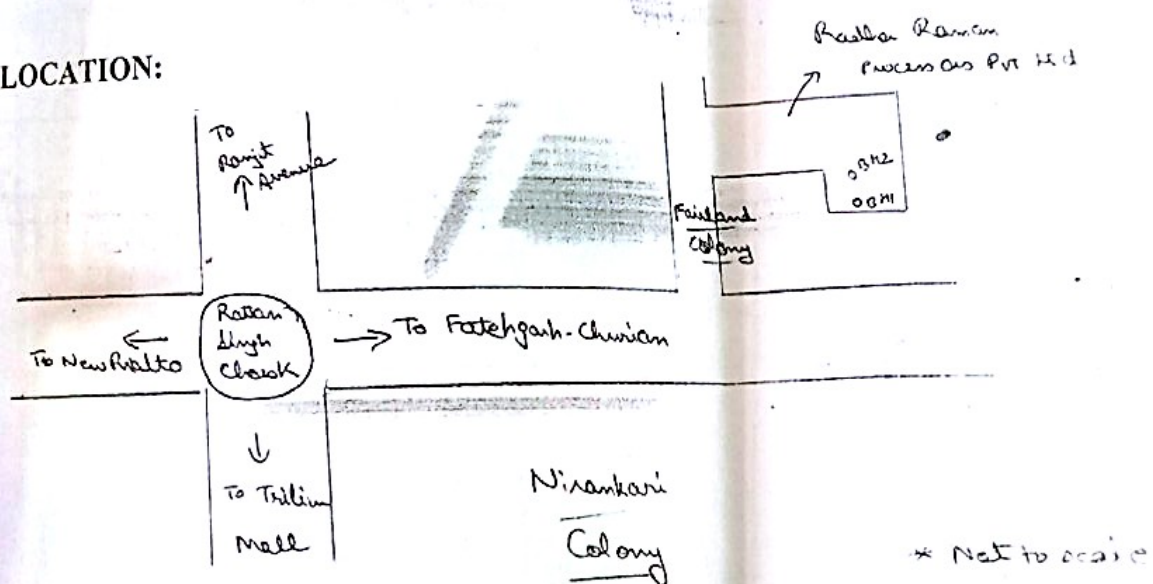 LOCATION:
Radha Raman
Processors Pvt Ltd
To
Ranjit
Avenue
BH2
BH1
Fairland
Colony
Rattan
Singh
Chowk
To New Rialto
To Fatehgarh-Churian
To Trilium
Mall
Nirankari
Colony
* Not to scale